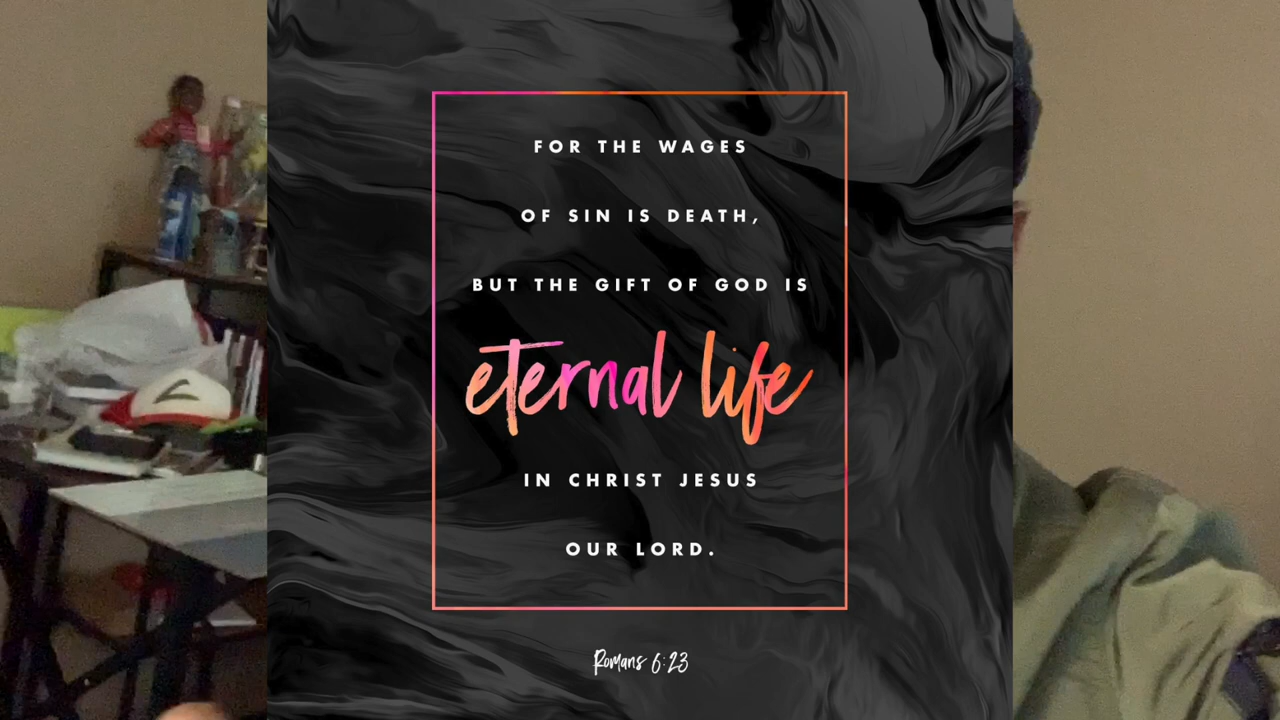 FOR THE WAGES
OF SIN IS DEATH,
BUT THE GIFT OF GOD IS
eternal life
IN CHRIST JESUS
OUR LORD.
Romans 6:23